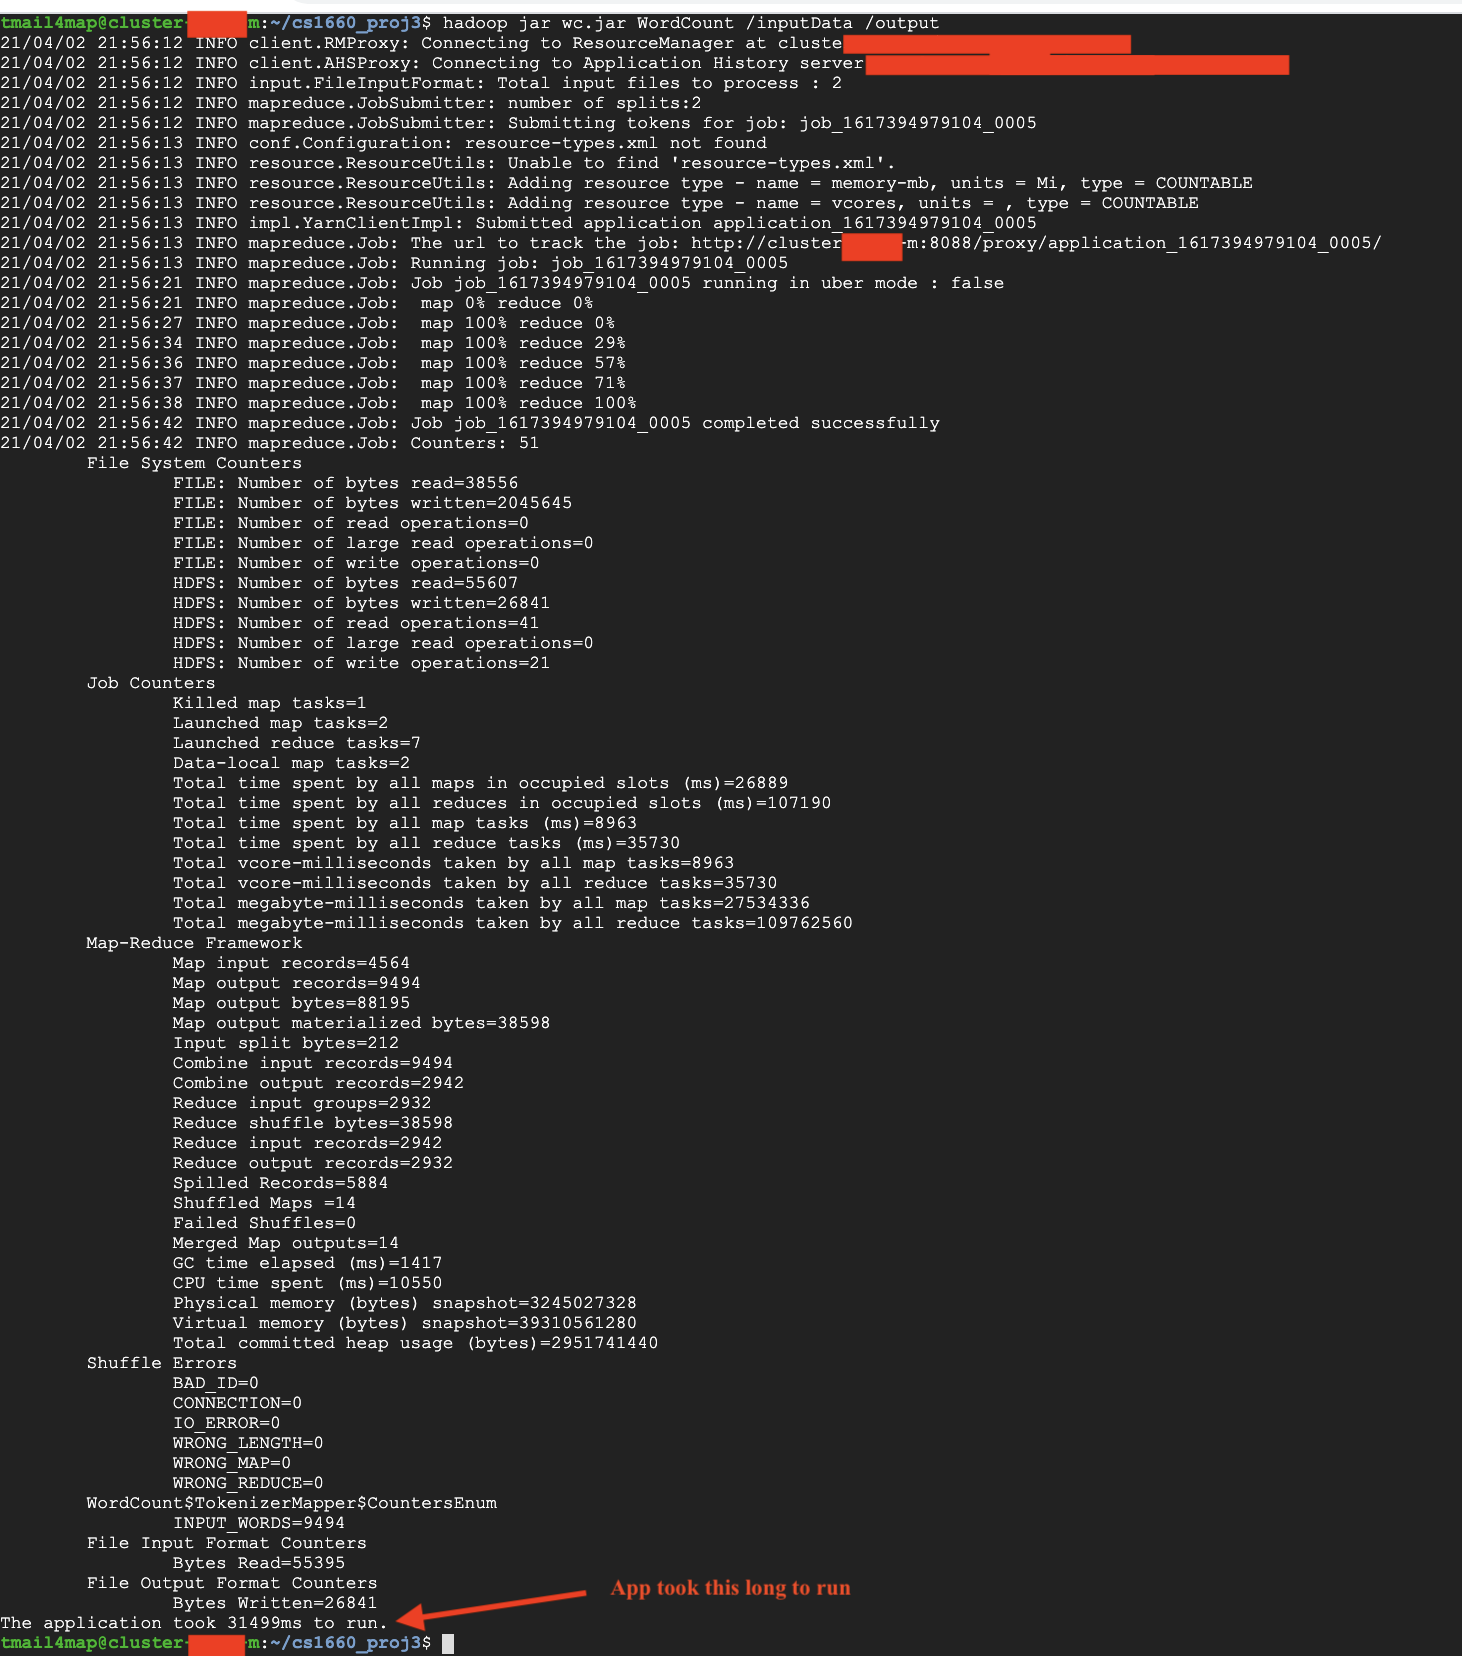 tmail4map@cluster- m:~/cs1660_proj3$ hadoop jar wc.jar WordCount /inputData /output
21/04/02 21:56:12 INFO client.RMProxy: Connecting to ResourceManager at cluste
21/04/02 21:56:12 INFO client.AHSProxy: Connecting to Application History server
21/04/02 21:56:12 INFO input.FileInputFormat: Total input files to process : 2
21/04/02 21:56:12 INFO mapreduce.JobSubmitter: number of splits:2
21/04/02 21:56:12 INFO mapreduce.JobSubmitter: Submitting tokens for job: job_1617394979104_0005
21/04/02 21:56:13 INFO conf.Configuration: resource-types.xml not found
21/04/02 21:56:13 INFO resource.ResourceUtils: Unable to find 'resource-types.xml'.
21/04/02 21:56:13 INFO resource.ResourceUtils: Adding resource type - name = memory-mb, units = Mi, type = COUNTABLE
21/04/02 21:56:13 INFO resource.ResourceUtils: Adding resource type - name = vcores, units = , type = COUNTABLE
21/04/02 21:56:13 INFO impl.YarnClientImpl: Submitted application application_1617394979104_0005
21/04/02 21:56:13 INFO mapreduce.Job: The url to track the job: http://cluster -m:8088/proxy/application_1617394979104_0005/
21/04/02 21:56:13 INFO mapreduce.Job: Running job: job_1617394979104_0005
21/04/02 21:56:21 INFO mapreduce.Job: Job job_1617394979104_0005 running in uber mode : false
21/04/02 21:56:21 INFO mapreduce.Job:  map 0% reduce 0%
21/04/02 21:56:27 INFO mapreduce.Job:  map 100% reduce 0%
21/04/02 21:56:34 INFO mapreduce.Job:  map 100% reduce 29%
21/04/02 21:56:36 INFO mapreduce.Job:  map 100% reduce 57%
21/04/02 21:56:37 INFO mapreduce.Job:  map 100% reduce 71%
21/04/02 21:56:38 INFO mapreduce.Job:  map 100% reduce 100%
21/04/02 21:56:42 INFO mapreduce.Job: Job job_1617394979104_0005 completed successfully
21/04/02 21:56:42 INFO mapreduce.Job: Counters: 51
File System Counters
FILE: Number of bytes read=38556
FILE: Number of bytes written=2045645
FILE: Number of read operations=0
FILE: Number of large read operations=0
FILE: Number of write operations=0
HDFS: Number of bytes read=55607
HDFS: Number of bytes written=26841
HDFS: Number of read operations=41
HDFS: Number of large read operations=0
HDFS: Number of write operations=21
Job Counters
Killed map tasks=1
Launched map tasks=2
Launched reduce tasks=7
Data-local map tasks=2
Total time spent by all maps in occupied slots (ms)=26889
Total time spent by all reduces in occupied slots (ms)=107190
Total time spent by all map tasks (ms)=8963
Total time spent by all reduce tasks (ms)=35730
Total vcore-milliseconds taken by all map tasks=8963
Total vcore-milliseconds taken by all reduce tasks=35730
Total megabyte-milliseconds taken by all map tasks=27534336
Total megabyte-milliseconds taken by all reduce tasks=109762560
Map-Reduce Framework
Map input records=4564
Map output records=9494
Map output bytes=88195
Map output materialized bytes=38598
Input split bytes=212
Combine input records=9494
Combine output records=2942
Reduce input groups=2932
Reduce shuffle bytes=38598
Reduce input records=2942
Reduce output records=2932
Spilled Records=5884
Shuffled Maps =14
Failed Shuffles=0
Merged Map outputs=14
GC time elapsed (ms)=1417
CPU time spent (ms)=10550
Physical memory (bytes) snapshot=3245027328
Virtual memory (bytes) snapshot=39310561280
Total committed heap usage (bytes)=2951741440
Shuffle Errors
BAD_ID=0
CONNECTION=0
IO_ERROR=0
WRONG_LENGTH=0
WRONG_MAP=0
WRONG_REDUCE=0
WordCount$TokenizerMapper$CountersEnum
INPUT_WORDS=9494
File Input Format Counters
Bytes Read=55395
File Output Format Counters
App took this long to run
Bytes Written=26841
The application took 31499ms to run.
tmail4map@cluster- m:~/cs1660_proj3$